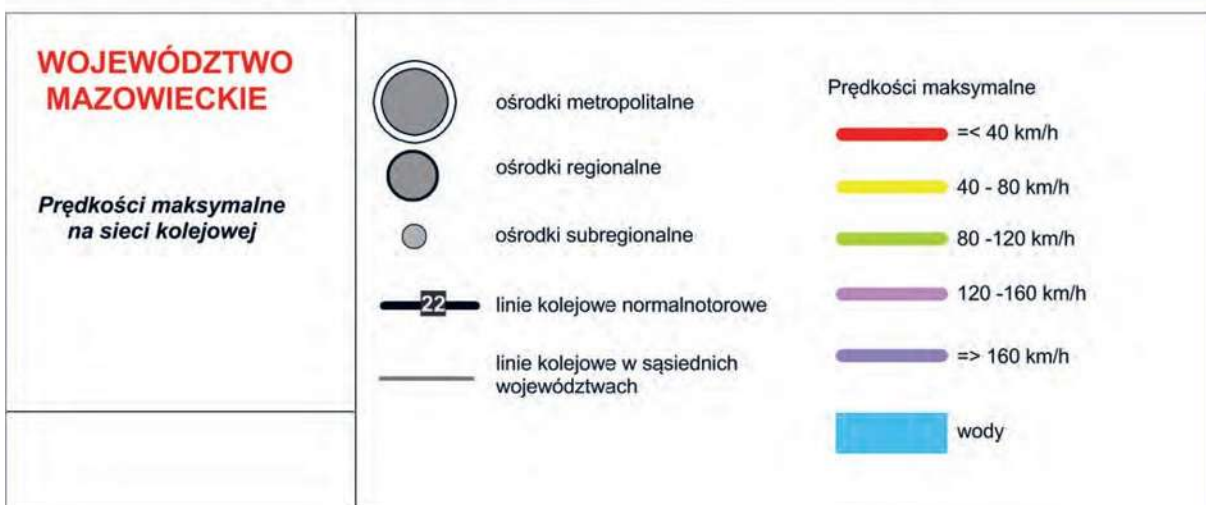 WOJEWÓDZTWO
MAZOWIECKIE
Prędkości maksymalne
na sieci kolejowej
ośrodki metropolitalne
ośrodki regionalne
ośrodki subregionalne
22
linie kolejowe normalnotorowe
linie kolejowe w sąsiednich
województwach
Prędkości maksymalne
=< 40 km/h
40 - 80 km/h
80 -120 km/h
120 -160 km/h
=> 160 km/h
wody